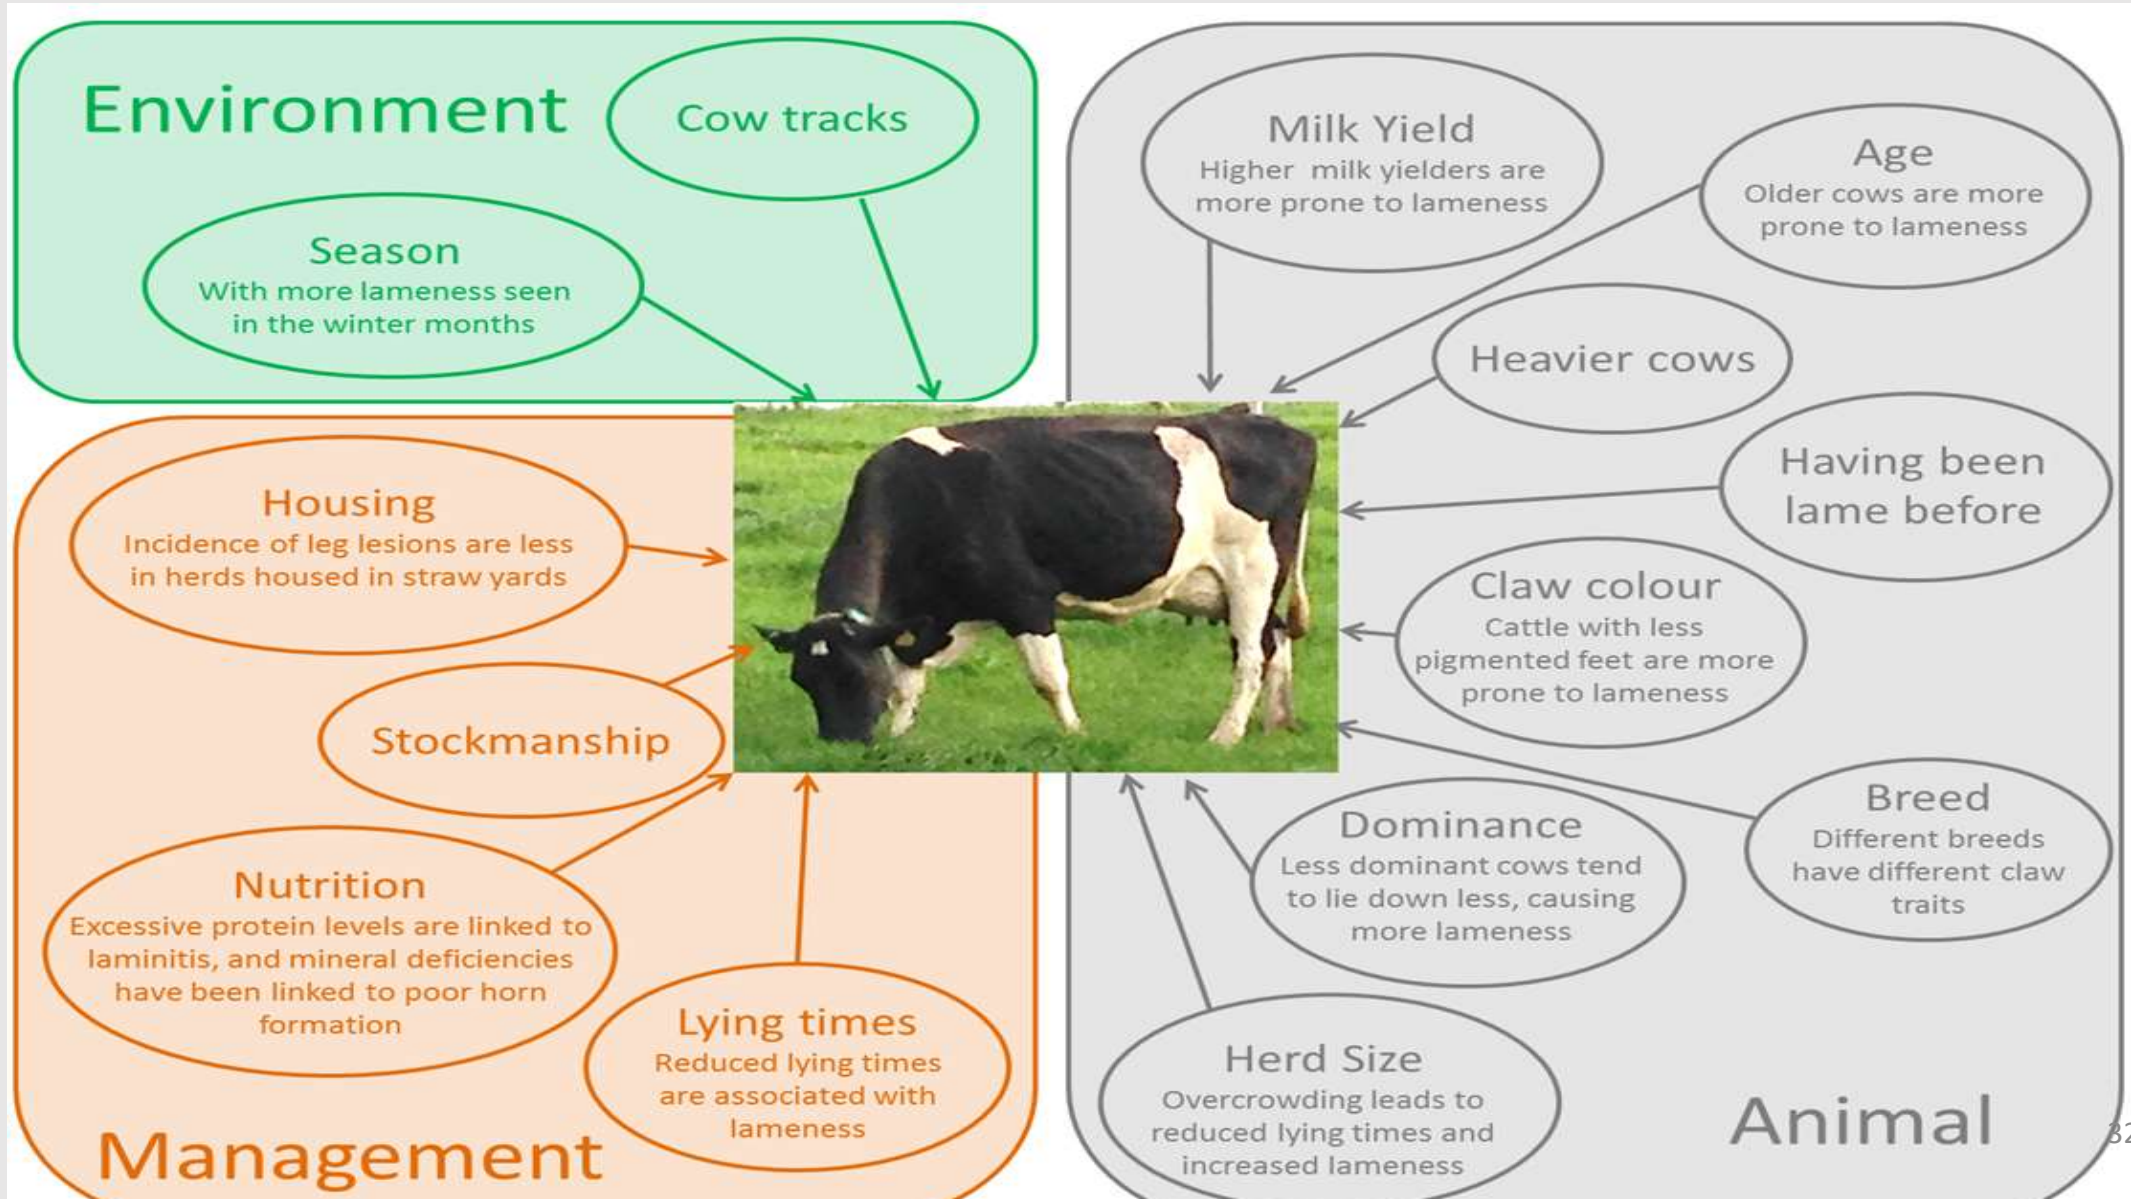 Environment
Cow tracks
Season
With more lameness seen
in the winter months
Housing
Incidence of leg lesions are less
in herds housed in straw yards
Stockmanship
Nutrition
Excessive protein levels are linked to
laminitis, and mineral deficiencies
have been linked to poor horn
formation
Lying times
Reduced lying times
are associated with
lameness
Management
Milk Yield
Higher milk yielders are
more prone to lameness
Age
Older cows are more
prone to lameness
Heavier cows
Having been
lame before
Claw colour
Cattle with less
pigmented feet are more
prone to lameness
Breed
Different breeds
have different claw
traits
Dominance
Less dominant cows tend
to lie down less, causing
more lameness
Herd Size
Overcrowding leads to
reduced lying times and
increased lameness
Animal
32